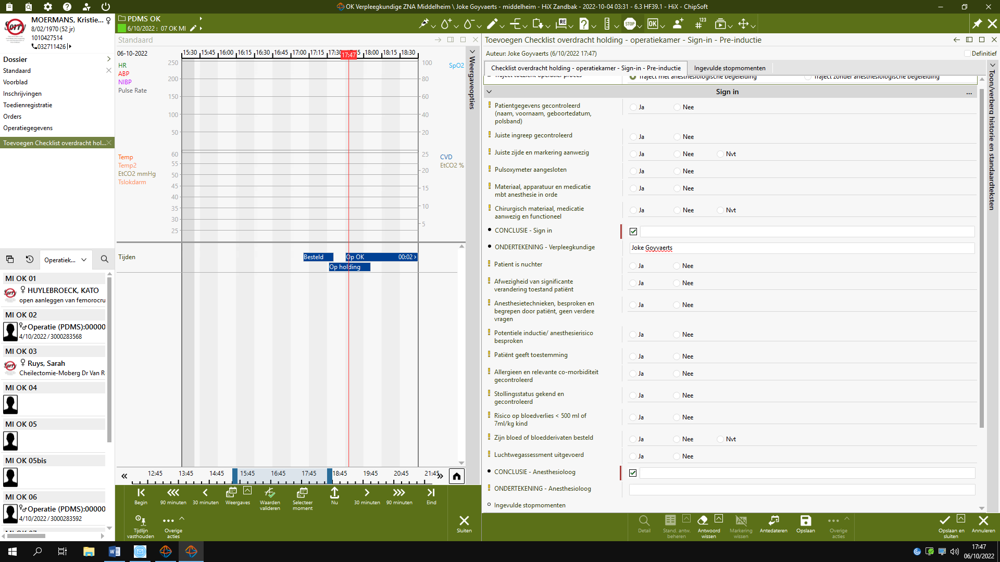 OK Verpleegkundige ZNA Middelheim \ Joke Goyvaerts - middelheim - HiX Zandbak - 2022-10-04 03:31 - 6.3 HF39.1 - HiX - ChipSoft
Sorry
MOERMANS, Kristie...
8/02/1970 (52 jr)
1010427514
032711426
Dossier
Standaard
Voorblad
Inschrijvingen
Toedienregistratie
Orders
Operatiegegevens
Toevoegen Checklist overdracht hol...
Operatiek...
MI OK 01
Sorry
HUYLEBROECK, KATO
open aanleggen van femorocru
MI OK 02
Operatie (PDMS):00000
4/10/2022 / 3000283568
MI OK 03
Sorry
Ruys, Sarah
Cheilectomie-Moberg Dr Van R
MI OK 04
MI OK 05
MI OK 05bis
MI OK 06
Operatie (PDMS):00000
4/10/2022 / 3000283592
PDMS OK
6/10/2022 : 07 OK MI
RE
STOP
OK
123
Standaard
06-10-2022
15:30 15:45 16:00 16:15 16:30 16:45 17:00 17:15 17:30 17:47 18:00 18:15 18:30
HR
ABP
NIBP
Pulse Rate
250
200
150
100
50
100
80
60
40
20
SpO2
Temp
Temp2
EtCO2 mmHg
Tslokdarm
60
55
50
45
40
35
30
25
25
20
15
10
5
CVD
EtCO2 %
Weergaveopties
Tijden
Besteld
Op OK 00:02
Op holding
12:45 13:45 14:45 15:45 16:45 17:45 18:45 19:45 20:45 21:45
Begin
90 minuten
30 minuten
Weergaves
Waarden valideren
Selecteer moment
Nu
30 minuten
90 minuten
Eind
Tijdlijn vasthouden
Overige acties
Sluiten
Toevoegen Checklist overdracht holding - operatiekamer - Sign-in - Pre-inductie
Auteur: Joke Goyvaerts (6/10/2022 17:47)
Definitief
Checklist overdracht holding - operatiekamer - Sign-in - Pre-inductie
Ingevulde stopmomenten
Traject toezicht operatief proces
Traject met anesthesiologische begeleiding
Traject zonder anesthesiologische begeleiding
Toon/verberg historie en standaardteksten
Sign in
...
Patientgegevens gecontroleerd
(naam, voornaam, geboortedatum,
polsband)
Ja Nee
Juiste ingreep gecontroleerd
Ja Nee
Juiste zijde en markering aanwezig
Ja Nee Nvt
Pulsoxymeter aangesloten
Ja Nee
Materiaal, apparatuur en medicatie
mbt anesthesie in orde
Ja Nee
Chirurgisch materiaal, medicatie
aanwezig en functioneel
Ja Nee Nvt
CONCLUSIE - Sign in
ONDERTEKENING - Verpleegkundige
Joke Goyvaerts
Patient is nuchter
Ja Nee
Afwezigheid van significante
verandering toestand patiënt
Ja Nee
Anesthesietechnieken, besproken en
begrepen door patiënt, geen verdere
vragen
Ja Nee
Potentiele inductie/ anesthesierisico
besproken
Ja Nee
Patiënt geeft toestemming
Ja Nee
Allergieen en relevante co-morbiditeit
gecontroleerd
Ja Nee
Stollingsstatus gekend en
gecontroleerd
Ja Nee
Risico op bloedverlies < 500 ml of
7ml/kg kind
Ja Nee
Zijn bloed of bloedderivaten besteld
Ja Nee Nvt
Luchtwegassessment uitgevoerd
Ja Nee
CONCLUSIE - Anesthesioloog
ONDERTEKENING - Anesthesioloog
Ingevulde stopmomenten
Detail
Stand. antw. beheren
Antwoord wissen
Markering wissen
Antedateren
Opslaan
Overige acties
Opslaan en sluiten
Annuleren
17:47
06/10/2022